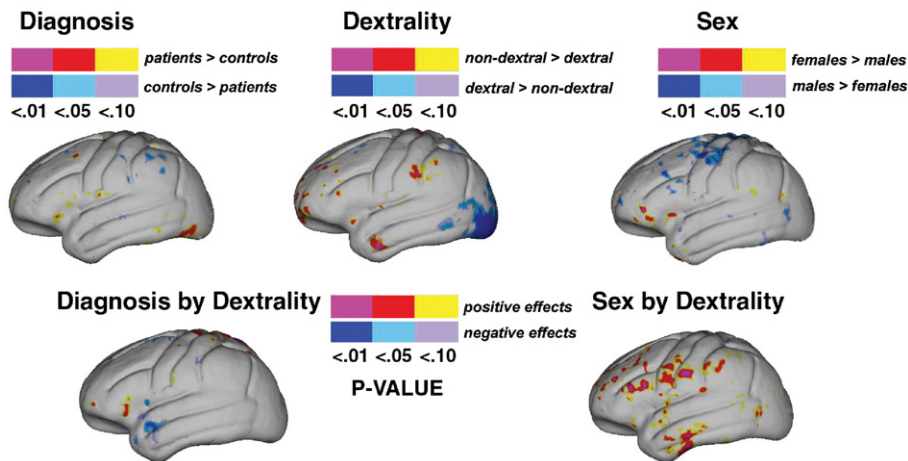 Diagnosis
patients > controls
controls > patients
<.01 <.05 <.10
Dextrality
non-dextral > dextral
dextral > non-dextral
<.01 <.05 <.10
Sex
females > males
males > females
<.01 <.05 <.10
Diagnosis by Dextrality
positive effects
negative effects
<.01 <.05 <.10
P-VALUE
Sex by Dextrality